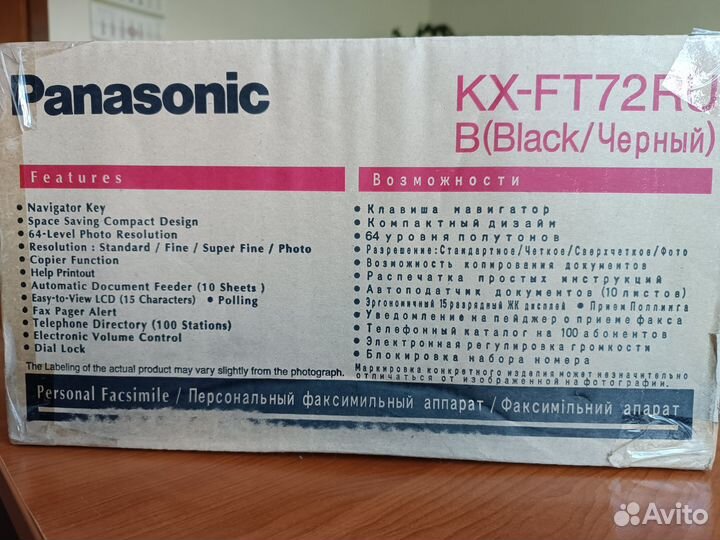 Panasonic
KX-FT72RU
B(Black/Черный)
Features
• Navigator Key
• Space Saving Compact Design
• 64-Level Photo Resolution
• Resolution : Standard / Fine / Super Fine / Photo
• Copier Function
• Help Printout
• Automatic Document Feeder (10 Sheets)
• Easy-to-View LCD (15 Characters) • Polling
• Fax Pager Alert
• Telephone Directory (100 Stations)
• Electronic Volume Control
• Dial Lock
The Labeling of the actual product may vary slightly from the photograph.
Возможности
• Клавиша навигатор
• Компактный дизайн
• 64 уровня полутонов
• Разрешение:Стандартное/Четкое/Сверхчеткое/Фото
• Возможность копирования документов
• Распечатка простых инструкций
• Автоподатчик документов (10 листов)
• Эргономичный 15разрядный ЖК дисплей • Прием Поллинга
• Уведомление на пейджер о приеме факса
• Телефонный каталог на 100 абонентов
• Электронная регулировка громкости
• Блокировка набора номера
Маркировка конкретного изделия может незначительно
отличаться от изображенной на фотографии.
Personal Facsimile / Персональный факсимильный аппарат / Факсимільний апарат
Avito